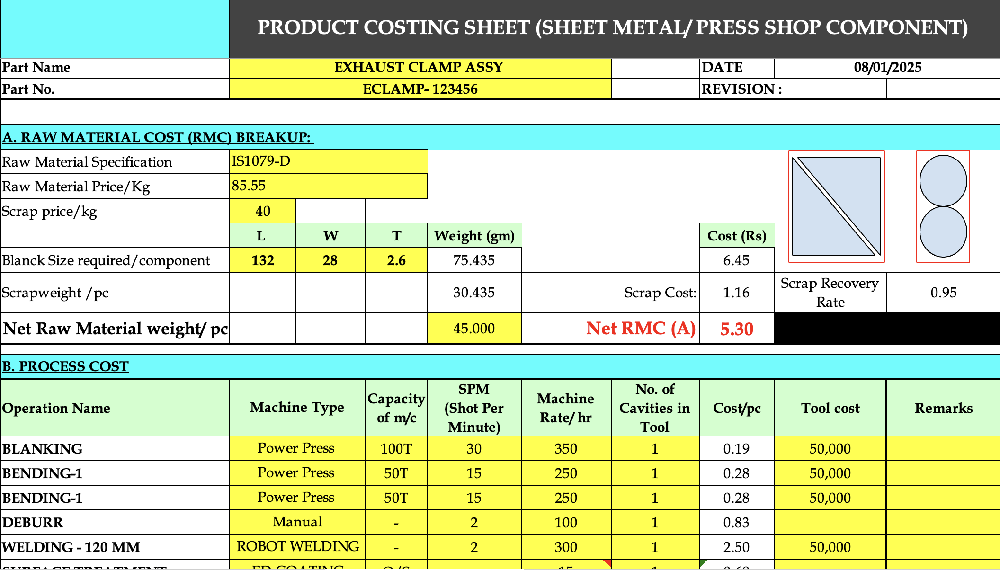 PRODUCT COSTING SHEET (SHEET METAL/ PRESS SHOP COMPONENT)
Part Name EXHAUST CLAMP ASSY DATE 08/01/2025
Part No. ECLAMP- 123456 REVISION :
A. RAW MATERIAL COST (RMC) BREAKUP:
Raw Material Specification IS1079-D
Raw Material Price/Kg 85.55
Scrap price/kg 40
L W T Weight (gm) Cost (Rs)
Blanck Size required/component 132 28 2.6 75.435 6.45
Scrapweight /pc 30.435 Scrap Cost: 1.16 Scrap Recovery Rate 0.95
Net Raw Material weight/ pc 45.000 Net RMC (A) 5.30
B. PROCESS COST
Operation Name Machine Type Capacity of m/c SPM (Shot Per Minute) Machine Rate/ hr No. of Cavities in Tool Cost/pc Tool cost Remarks
BLANKING Power Press 100T 30 350 1 0.19 50,000
BENDING-1 Power Press 50T 15 250 1 0.28 50,000
BENDING-1 Power Press 50T 15 250 1 0.28 50,000
DEBURR Manual - 2 100 1 0.83
WELDING - 120 MM ROBOT WELDING - 2 300 1 2.50 50,000
SURFACE TREATMENT ED COATING O/S 15 1